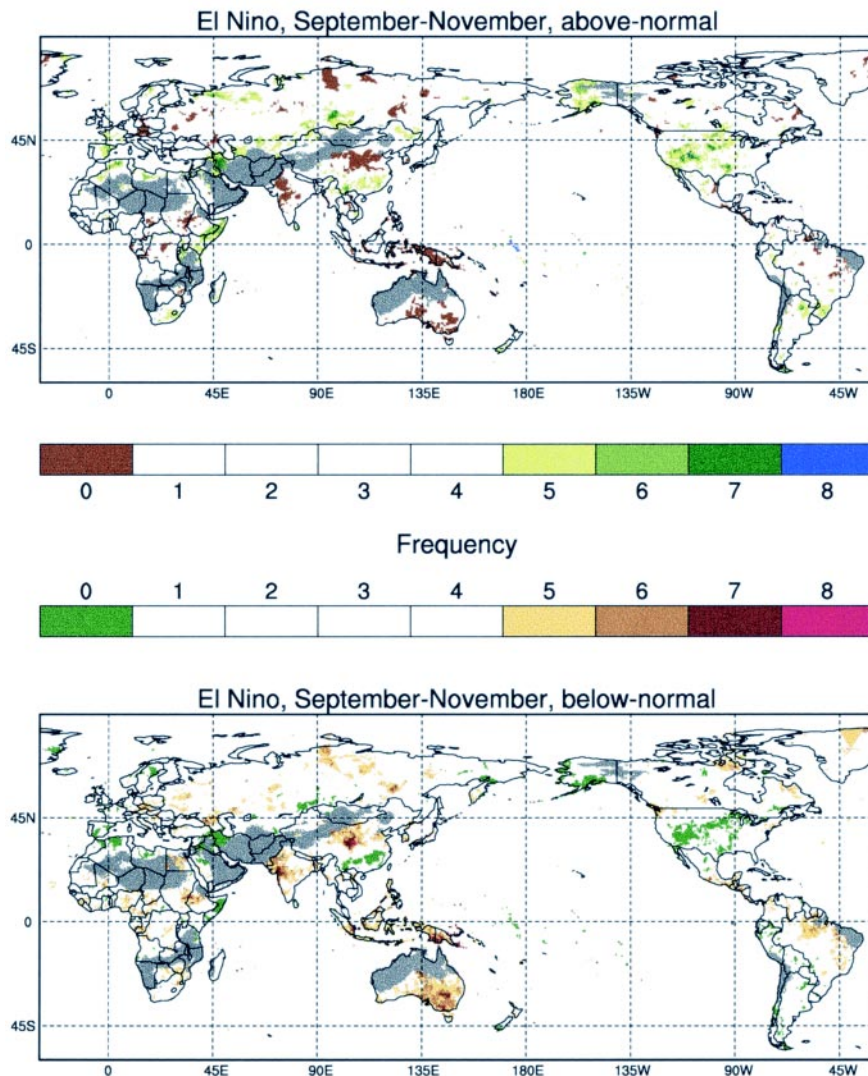 El Nino, September-November, above-normal
45N
0
45S
0 45E 90E 135E 180E 135W 90W 45W
0 1 2 3 4 5 6 7 8
Frequency
0 1 2 3 4 5 6 7 8
El Nino, September-November, below-normal
45N
0
45S
0 45E 90E 135E 180E 135W 90W 45W